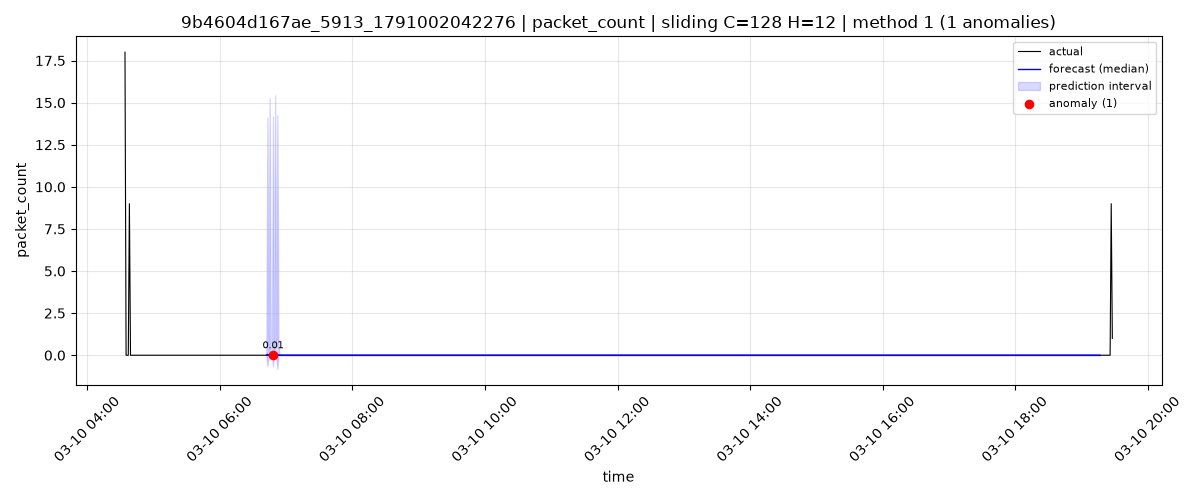 9b4604d167ae_5913_1791002042276 | packet_count | sliding C=128 H=12 | method 1 (1 anomalies)
actual
forecast (median)
prediction interval
anomaly (1)
packet_count
17.5
15.0
12.5
10.0
7.5
5.0
2.5
0.0
0.01
03-10 04:00
03-10 06:00
03-10 08:00
03-10 10:00
03-10 12:00
03-10 14:00
03-10 16:00
03-10 18:00
03-10 20:00
time